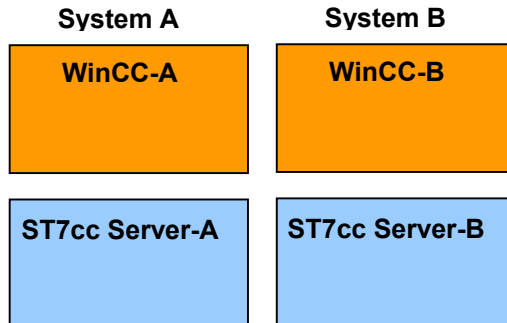 System A
System B
WinCC-A
WinCC-B
ST7cc Server-A
ST7cc Server-B